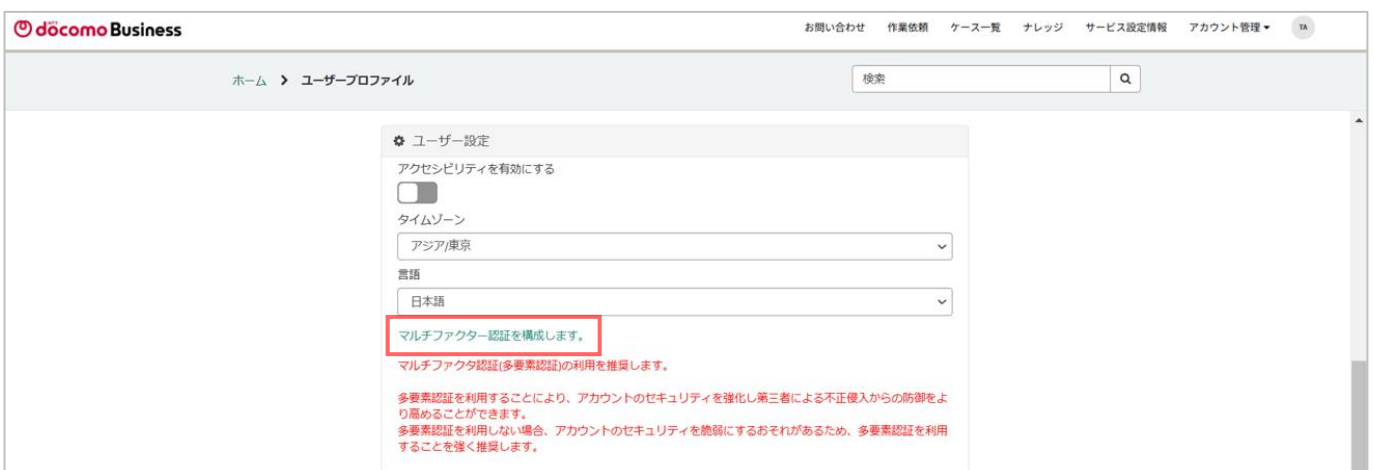 NTT
döcomo Business
お問い合わせ 作業依頼 ケース一覧 ナレッジ サービス設定情報 アカウント管理 TA
ホーム > ユーザープロファイル
検索
ユーザー設定
アクセシビリティを有効にする
タイムゾーン
アジア/東京
言語
日本語
マルチファクター認証を構成します。
マルチファクタ認証(多要素認証)の利用を推奨します。
多要素認証を利用することにより、アカウントのセキュリティを強化し第三者による不正侵入からの防御をよ
り高めることができます。
多要素認証を利用しない場合、アカウントのセキュリティを脆弱にするおそれがあるため、多要素認証を利用
することを強く推奨します。